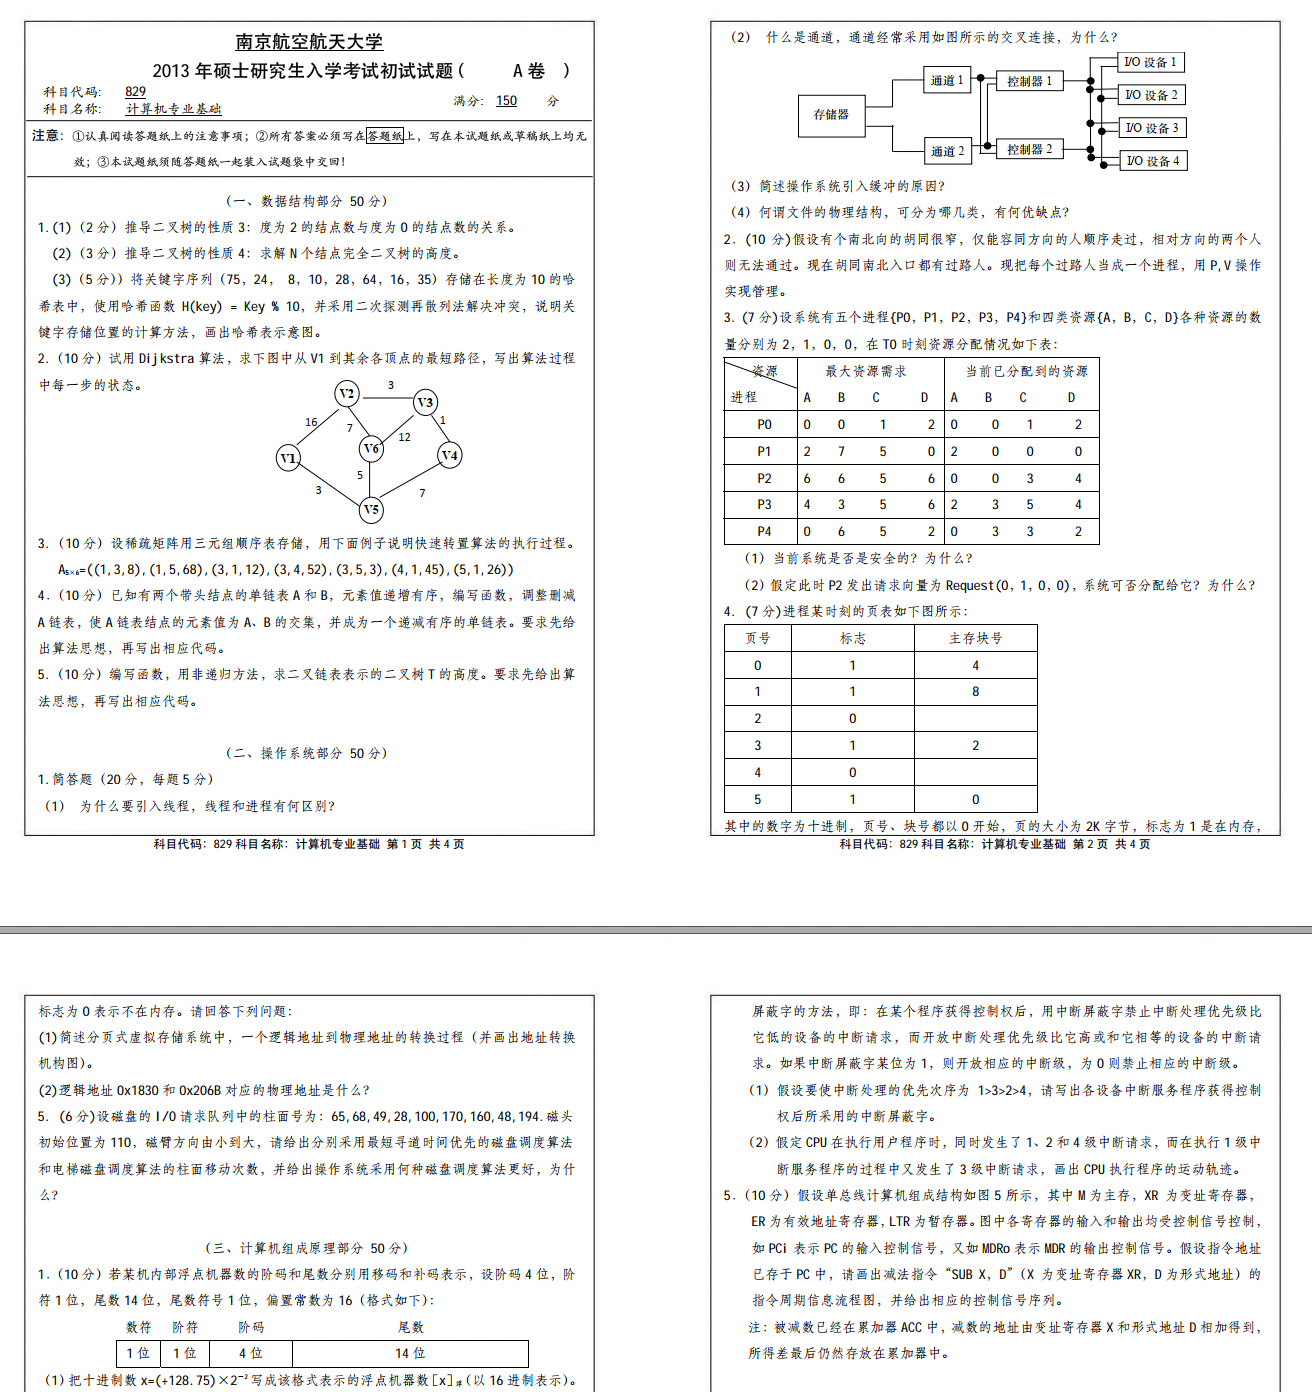 南京航空航天大学
2013 年硕士研究生入学考试初试试题( A 卷 )
科目代码: 829
满分: 150 分
科目名称: 计算机专业基础
注意: ①认真阅读答题纸上的注意事项; ②所有答案必须写在答题纸上, 写在本试题纸或草稿纸上均无
效; ③本试题纸须随答题纸一起装入试题袋中交回!
(一、数据结构部分 50 分)
1.(1) (2 分) 推导二叉树的性质 3: 度为 2 的结点数与度为 0 的结点数的关系。
(2) (3 分) 推导二叉树的性质 4: 求解 N 个结点完全二叉树的高度。
(3) (5 分)) 将关键字序列 (75, 24, 8, 10, 28, 64, 16, 35) 存储在长度为 10 的哈
希表中, 使用哈希函数 H(key) = Key % 10, 并采用二次探测再散列法解决冲突, 说明关
键字存储位置的计算方法, 画出哈希表示意图。
2. (10 分) 试用 Dijkstra 算法, 求下图中从 V1 到其余各顶点的最短路径, 写出算法过程
中每一步的状态。
V2 3 V3
16 7 12 1
V1 V6 V4
5
3 7
V5
3. (10 分) 设稀疏矩阵用三元组顺序表存储, 用下面例子说明快速转置算法的执行过程。
A5×6=((1,3,8),(1,5,68),(3,1,12),(3,4,52),(3,5,3),(4,1,45),(5,1,26))
4. (10 分) 已知有两个带头结点的单链表 A 和 B, 元素值递增有序, 编写函数, 调整删减
A 链表, 使 A 链表结点的元素值为 A、B 的交集, 并成为一个递减有序的单链表。要求先给
出算法思想, 再写出相应代码。
5. (10 分) 编写函数, 用非递归方法, 求二叉链表表示的二叉树 T 的高度。要求先给出算
法思想, 再写出相应代码。
(二、操作系统部分 50 分)
1. 简答题 (20 分, 每题 5 分)
(1) 为什么要引入线程, 线程和进程有何区别?
科目代码: 829 科目名称: 计算机专业基础 第 1 页 共 4 页
(2) 什么是通道, 通道经常采用如图所示的交叉连接, 为什么?
存储器
通道 1
通道 2
控制器 1
控制器 2
I/O 设备 1
I/O 设备 2
I/O 设备 3
I/O 设备 4
(3) 简述操作系统引入缓冲的原因?
(4) 何谓文件的物理结构, 可分为哪几类, 有何优缺点?
2. (10 分)假设有个南北向的胡同很窄, 仅能容同方向的人顺序走过, 相对方向的两个人
则无法通过。现在胡同南北入口都有过路人。现把每个过路人当成一个进程, 用 P,V 操作
实现管理。
3. (7 分)设系统有五个进程{P0, P1, P2, P3, P4}和四类资源{A, B, C, D}各种资源的数
量分别为 2, 1, 0, 0, 在 T0 时刻资源分配情况如下表:
资源 最大资源需求 当前已分配到的资源
进程 A B C D A B C D
P0 0 0 1 2 0 0 1 2
P1 2 7 5 0 2 0 0 0
P2 6 6 5 6 0 0 3 4
P3 4 3 5 6 2 3 5 4
P4 0 6 5 2 0 3 3 2
(1) 当前系统是否是安全的? 为什么?
(2) 假定此时 P2 发出请求向量为 Request(0, 1, 0, 0), 系统可否分配给它? 为什么?
4. (7 分)进程某时刻的页表如下图所示:
页号 标志 主存块号
0 1 4
1 1 8
2 0
3 1 2
4 0
5 1 0
其中的数字为十进制, 页号、块号都以 0 开始, 页的大小为 2K 字节, 标志为 1 是在内存,
科目代码: 829 科目名称: 计算机专业基础 第 2 页 共 4 页
标志为 0 表示不在内存。请回答下列问题:
(1)简述分页式虚拟存储系统中, 一个逻辑地址到物理地址的转换过程 (并画出地址转换
机构图)。
(2)逻辑地址 0x1830 和 0x206B 对应的物理地址是什么?
5. (6 分)设磁盘的 I/O 请求队列中的柱面号为: 65,68,49,28,100,170,160,48,194.磁头
初始位置为 110, 磁臂方向由小到大, 请给出分别采用最短寻道时间优先的磁盘调度算法
和电梯磁盘调度算法的柱面移动次数, 并给出操作系统采用何种磁盘调度算法更好, 为什
么?
(三、计算机组成原理部分 50 分)
1. (10 分) 若某机内部浮点机器数的阶码和尾数分别用移码和补码表示, 设阶码 4 位, 阶
符 1 位, 尾数 14 位, 尾数符号 1 位, 偏置常数为 16 (格式如下):
数符 阶符 阶码 尾数
1 位 1 位 4 位 14 位
(1)把十进制数 x=(+128.75)×2⁻² 写成该格式表示的浮点机器数[x]浮(以 16 进制表示)。
屏蔽字的方法, 即: 在某个程序获得控制权后, 用中断屏蔽字禁止中断处理优先级比
它低的设备的中断请求, 而开放中断处理优先级比它高或和它相等的设备的中断请
求。如果中断屏蔽字某位为 1, 则开放相应的中断级, 为 0 则禁止相应的中断级。
(1) 假设要使中断处理的优先次序为 1>3>2>4, 请写出各设备中断服务程序获得控制
权后所采用的中断屏蔽字。
(2) 假定 CPU 在执行用户程序时, 同时发生了 1、2 和 4 级中断请求, 而在执行 1 级中
断服务程序的过程中又发生了 3 级中断请求, 画出 CPU 执行程序的运动轨迹。
5. (10 分) 假设单总线计算机组成结构如图 5 所示, 其中 M 为主存, XR 为变址寄存器,
ER 为有效地址寄存器, LTR 为暂存器。图中各寄存器的输入和输出均受控制信号控制,
如 PCi 表示 PC 的输入控制信号, 又如 MDRo 表示 MDR 的输出控制信号。假设指令地址
已存于 PC 中, 请画出减法指令 “SUB X, D” (X 为变址寄存器 XR, D 为形式地址) 的
指令周期信息流程图, 并给出相应的控制信号序列。
注: 被减数已经在累加器 ACC 中, 减数的地址由变址寄存器 X 和形式地址 D 相加得到,
所得差最后仍然存放在累加器中。